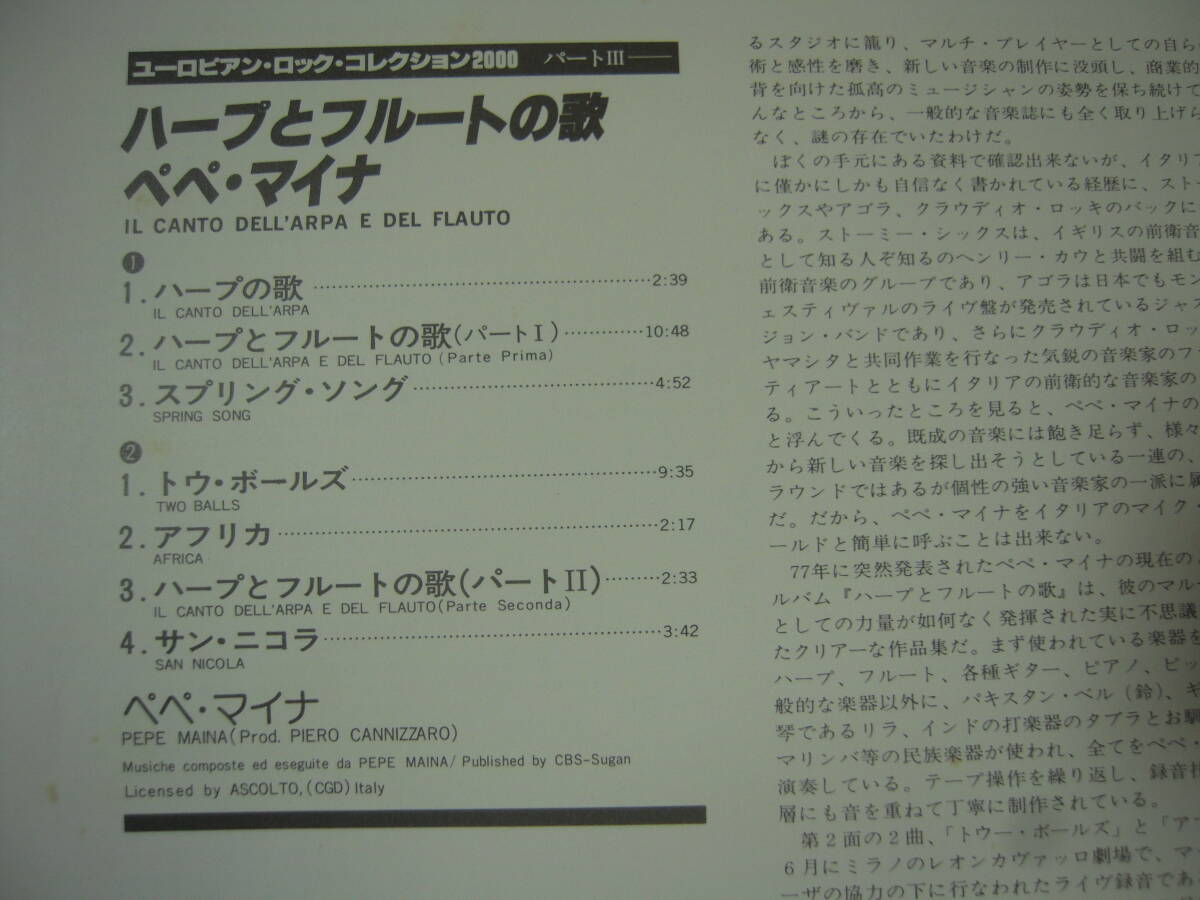 ユーロピアン・ロック・コレクション2000 パートIII
ハープとフルートの歌
ペペ・マイナ
IL CANTO DELL'ARPA E DEL FLAUTO
❶
1. ハープの歌 2:39
IL CANTO DELL'ARPA
2. ハープとフルートの歌(パートI) 10:48
IL CANTO DELL'ARPA E DEL FLAUTO (Parte Prima)
3. スプリング・ソング 4:52
SPRING SONG
❷
1. トウ・ボールズ 9:35
TWO BALLS
2. アフリカ 2:17
AFRICA
3. ハープとフルートの歌(パートII) 2:33
IL CANTO DELL'ARPA E DEL FLAUTO(Parte Seconda)
4. サン・ニコラ 3:42
SAN NICOLA
ペペ・マイナ
PEPE MAINA(Prod. PIERO CANNIZZARO)
Musiche composte ed eseguite da PEPE MAINA/ Published by CBS-Sugan
Licensed by ASCOLTO,(CGD)Italy
るスタジオに籠り、マルチ・プレイヤーとしての自ら
術と感性を磨き、新しい音楽の制作に没頭し、商業的
背を向けた孤高のミュージシャンの姿勢を保ち続けて
んなところから、一般的な音楽誌にも全く取り上げら
なく、謎の存在でいたわけだ。
ぼくの手元にある資料で確認出来ないが、イタリア
に僅かにしかも自信なく書かれている経歴に、スト
ックスやアゴラ、クラウディオ・ロッキのバックに
ある。ストーミー・シックスは、イギリスの前衛音
として知る人ぞ知るのヘンリー・カウと共闘を組む
前衛音楽のグループであり、アゴラは日本でもモン
ェスティヴァルのライヴ盤が発売されているジャズ
ジョン・バンドであり、さらにクラウディオ・ロッ
ヤマシタと共同作業を行なった気鋭の音楽家のフ
ティアートとともにイタリアの前衛的な音楽家の
る。こういったところを見ると、ペペ・マイナの
と浮んでくる。既成の音楽には飽き足らず、様々
から新しい音楽を探し出そうとしている一連の、
ラウンドではあるが個性の強い音楽家の一派に属
だ。だから、ペペ・マイナをイタリアのマイク・
ールドと簡単に呼ぶことは出来ない。
77年に突然発表されたペペ・マイナの現在の
ルバム『ハープとフルートの歌』は、彼のマル
としての力量が如何なく発揮された実に不思議
たクリアーな作品集だ。まず使われている楽器を
ハープ、フルート、各種ギター、ピアノ、ピッ
般的な楽器以外に、パキスタン・ベル(鈴)、ギ
琴であるリラ、インドの打楽器のタブラとお馴
マリンバ等の民族楽器が使われ、全てをペペ・
演奏している。テープ操作を繰り返し、録音技
層にも音を重ねて丁寧に制作されている。
第2面の2曲、「トウー・ボールズ」と「アフ
6月にミラノのレオンカヴァッロ劇場で、マー
ーザの協力の下に行なわれたライヴ録音であ